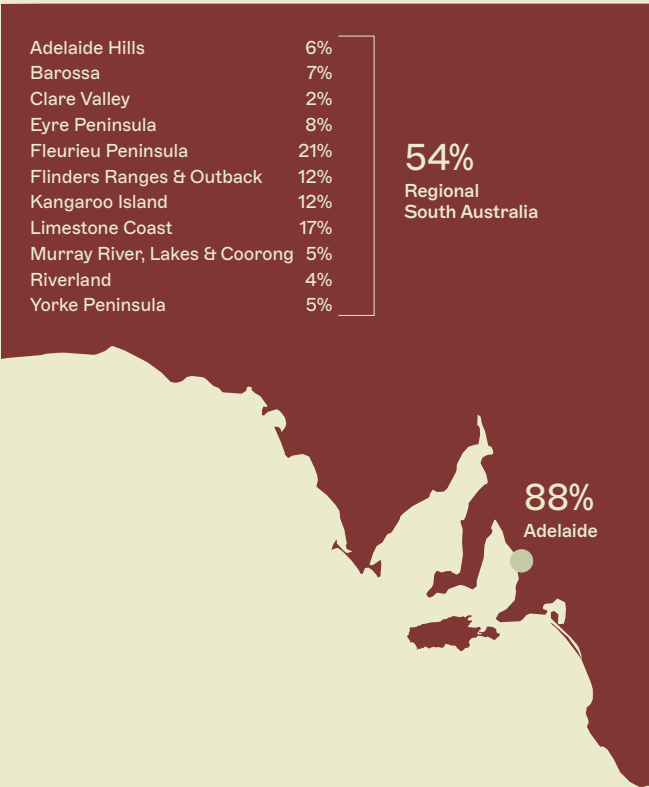 Adelaide Hills 6%
Barossa 7%
Clare Valley 2%
Eyre Peninsula 8%
Fleurieu Peninsula 21%
Flinders Ranges & Outback 12%
Kangaroo Island 12%
Limestone Coast 17%
Murray River, Lakes & Coorong 5%
Riverland 4%
Yorke Peninsula 5%
54%
Regional
South Australia
88%
Adelaide